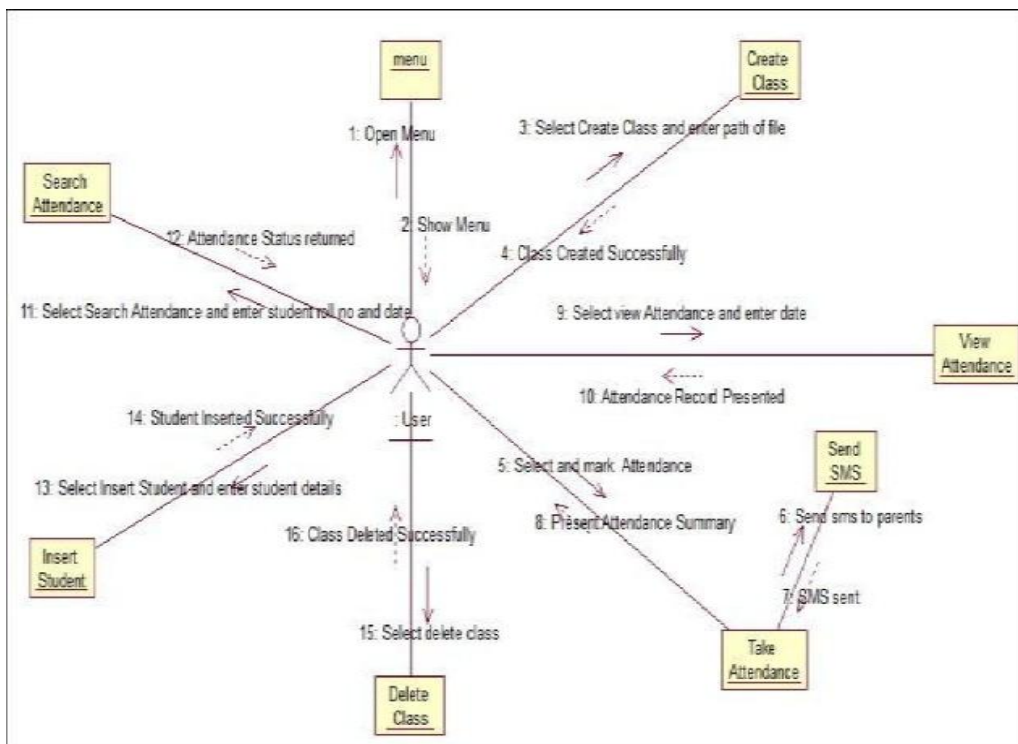 menu
Create
Class
1: Open Menu
3: Select Create Class and enter path of file
Search
Attendance
2: Show Menu
12: Attendance Status returned
4: Class Created Successfully
11: Select Search Attendance and enter student roll no and date
9: Select view Attendance and enter date
View
Attendance
10: Attendance Record Presented
14: Student Inserted Successfully
: User
Send
SMS
5: Select and mark Attendance
13: Select Insert Student and enter student details
6: Send sms to parents
8: Present Attendance Summary
16: Class Deleted Successfully
Insert
Student
7: SMS sent
15: Select delete class
Take
Attendance
Delete
Class